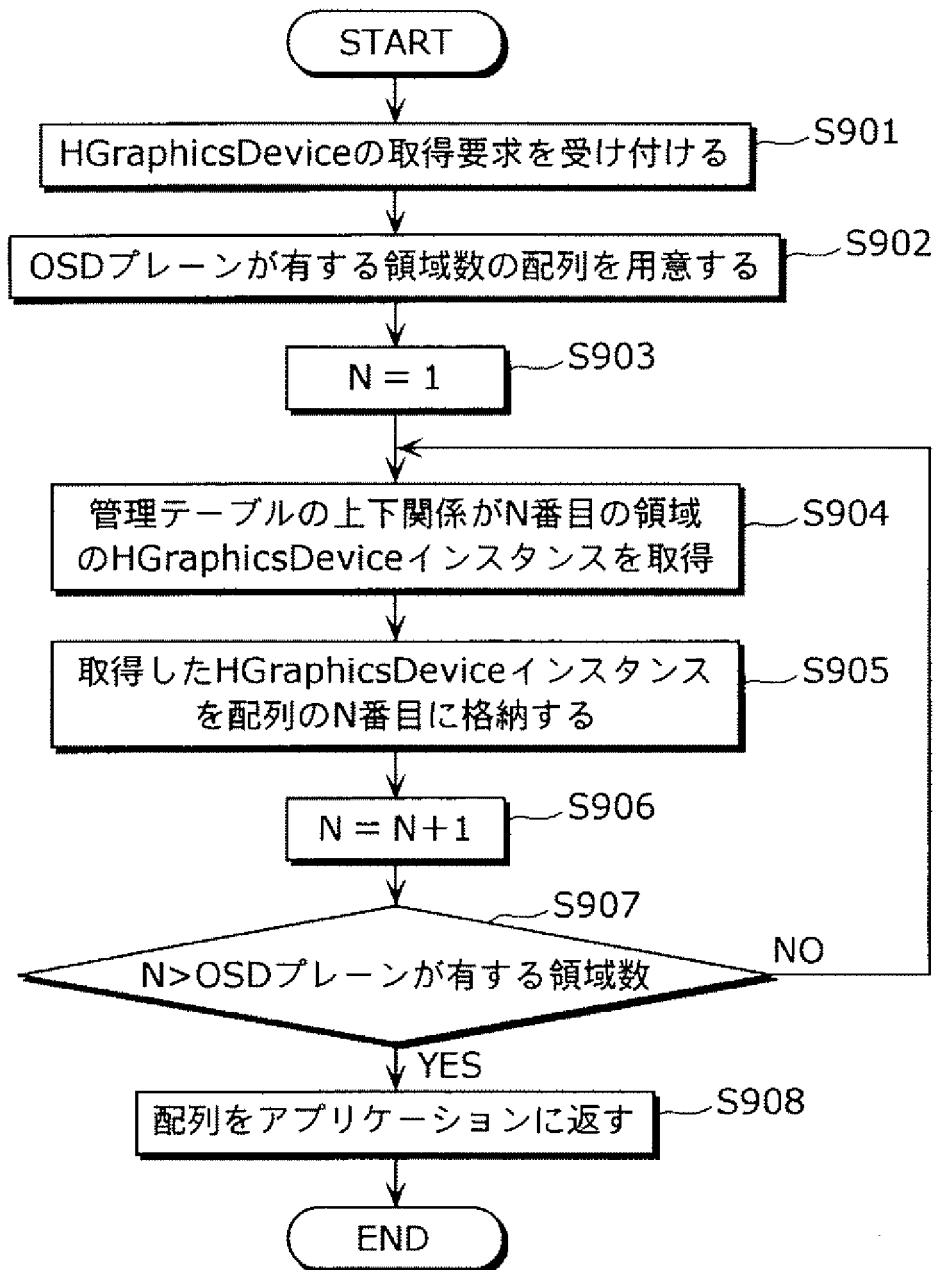 START
HGraphicsDeviceの取得要求を受け付ける
S901
OSDプレーンが有する領域数の配列を用意する
S902
N = 1
S903
管理テーブルの上下関係がN番目の領域
のHGraphicsDeviceインスタンスを取得
S904
取得したHGraphicsDeviceインスタンス
を配列のN番目に格納する
S905
N = N+1
S906
S907
N>OSDプレーンが有する領域数
NO
YES
配列をアプリケーションに返す
S908
END